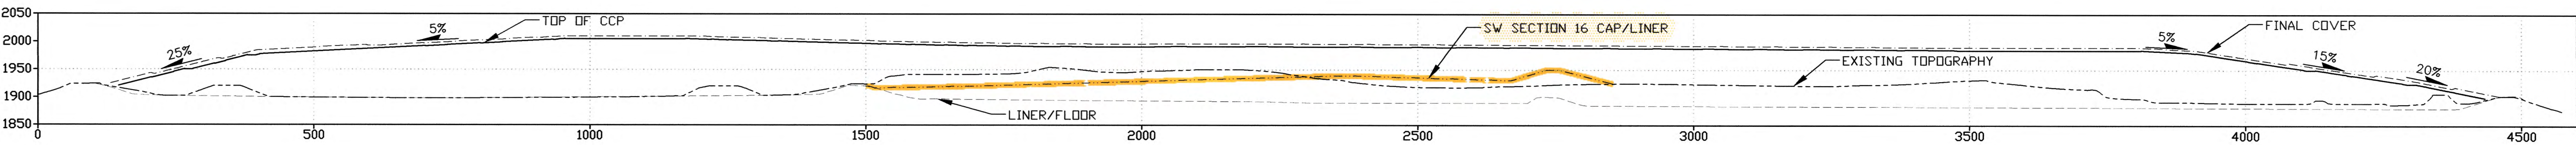 2050
2000
1950
1900
1850
25%
5%
TOP OF CCP
SW SECTION 16 CAP/LINER
LINER/FLOOR
EXISTING TOPOGRAPHY
5%
FINAL COVER
15%
20%
0 500 1000 1500 2000 2500 3000 3500 4000 4500